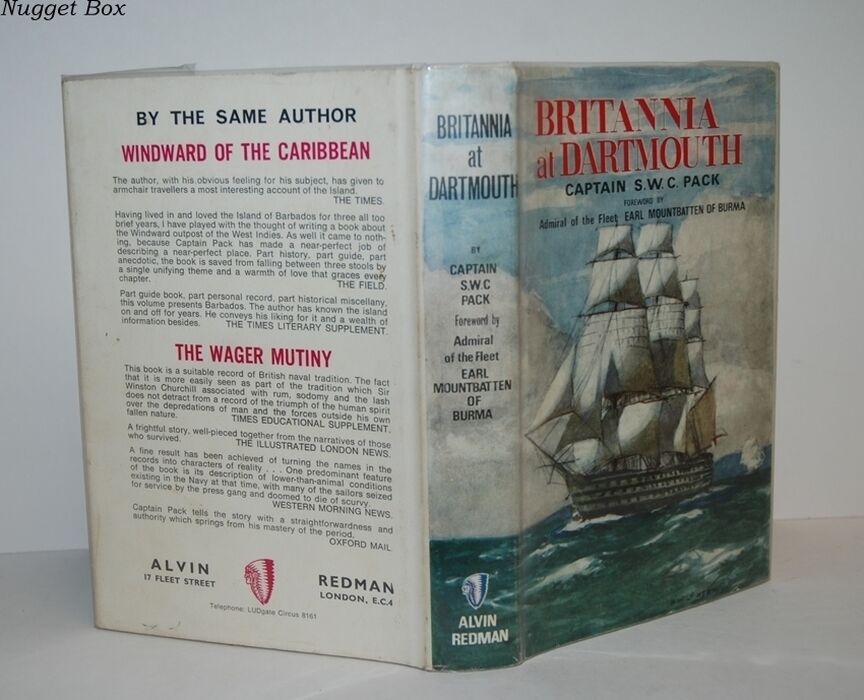 Nugget Box
BY THE SAME AUTHOR
WINDWARD OF THE CARIBBEAN
The author, with his obvious feeling for his subject, has given to
armchair travellers a most interesting account of the Island.
THE TIMES.
Having lived in and loved the Island of Barbados for three all too
brief years, I have played with the thought of writing a book about
the Windward outpost of the West Indies. As well it came to noth-
ing, because Captain Pack has made a near-perfect job of
describing a near-perfect place. Part history, part guide, part
anecdotic, the book is saved from falling between three stools by
a single unifying theme and a warmth of love that graces every
chapter. THE FIELD.
Part guide book, part personal record, part historical miscellany,
this volume presents Barbados. The author has known the island
on and off for years. He conveys his liking for it and a wealth of
information besides. THE TIMES LITERARY SUPPLEMENT.
THE WAGER MUTINY
This book is a suitable record of British naval tradition. The fact
that it is more easily seen as part of the tradition which Sir
Winston Churchill associated with rum, sodomy and the lash
does not detract from a record of the triumph of the human spirit
over the depredations of man and the forces outside his own
fallen nature. TIMES EDUCATIONAL SUPPLEMENT.
A frightful story, well-pieced together from the narratives of those
who survived. THE ILLUSTRATED LONDON NEWS.
A fine result has been achieved of turning the names in the
records into characters of reality . . . One predominant feature
of the book is its description of lower-than-animal conditions
existing in the Navy at that time, with many of the sailors seized
for service by the press gang and doomed to die of scurvy.
WESTERN MORNING NEWS.
Captain Pack tells the story with a straightforwardness and
authority which springs from his mastery of the period.
OXFORD MAIL
ALVIN
17 FLEET STREET
REDMAN
LONDON, E.C.4
Telephone: LUDgate Circus 8161
BRITANNIA
at
DARTMOUTH
BY
CAPTAIN
S.W.C
PACK
Foreword by
Admiral
of the Fleet
EARL
MOUNTBATTEN
OF
BURMA
ALVIN
REDMAN
BRITANNIA
at DARTMOUTH
CAPTAIN S.W.C. PACK
FOREWORD BY
Admiral of the Fleet EARL MOUNTBATTEN OF BURMA